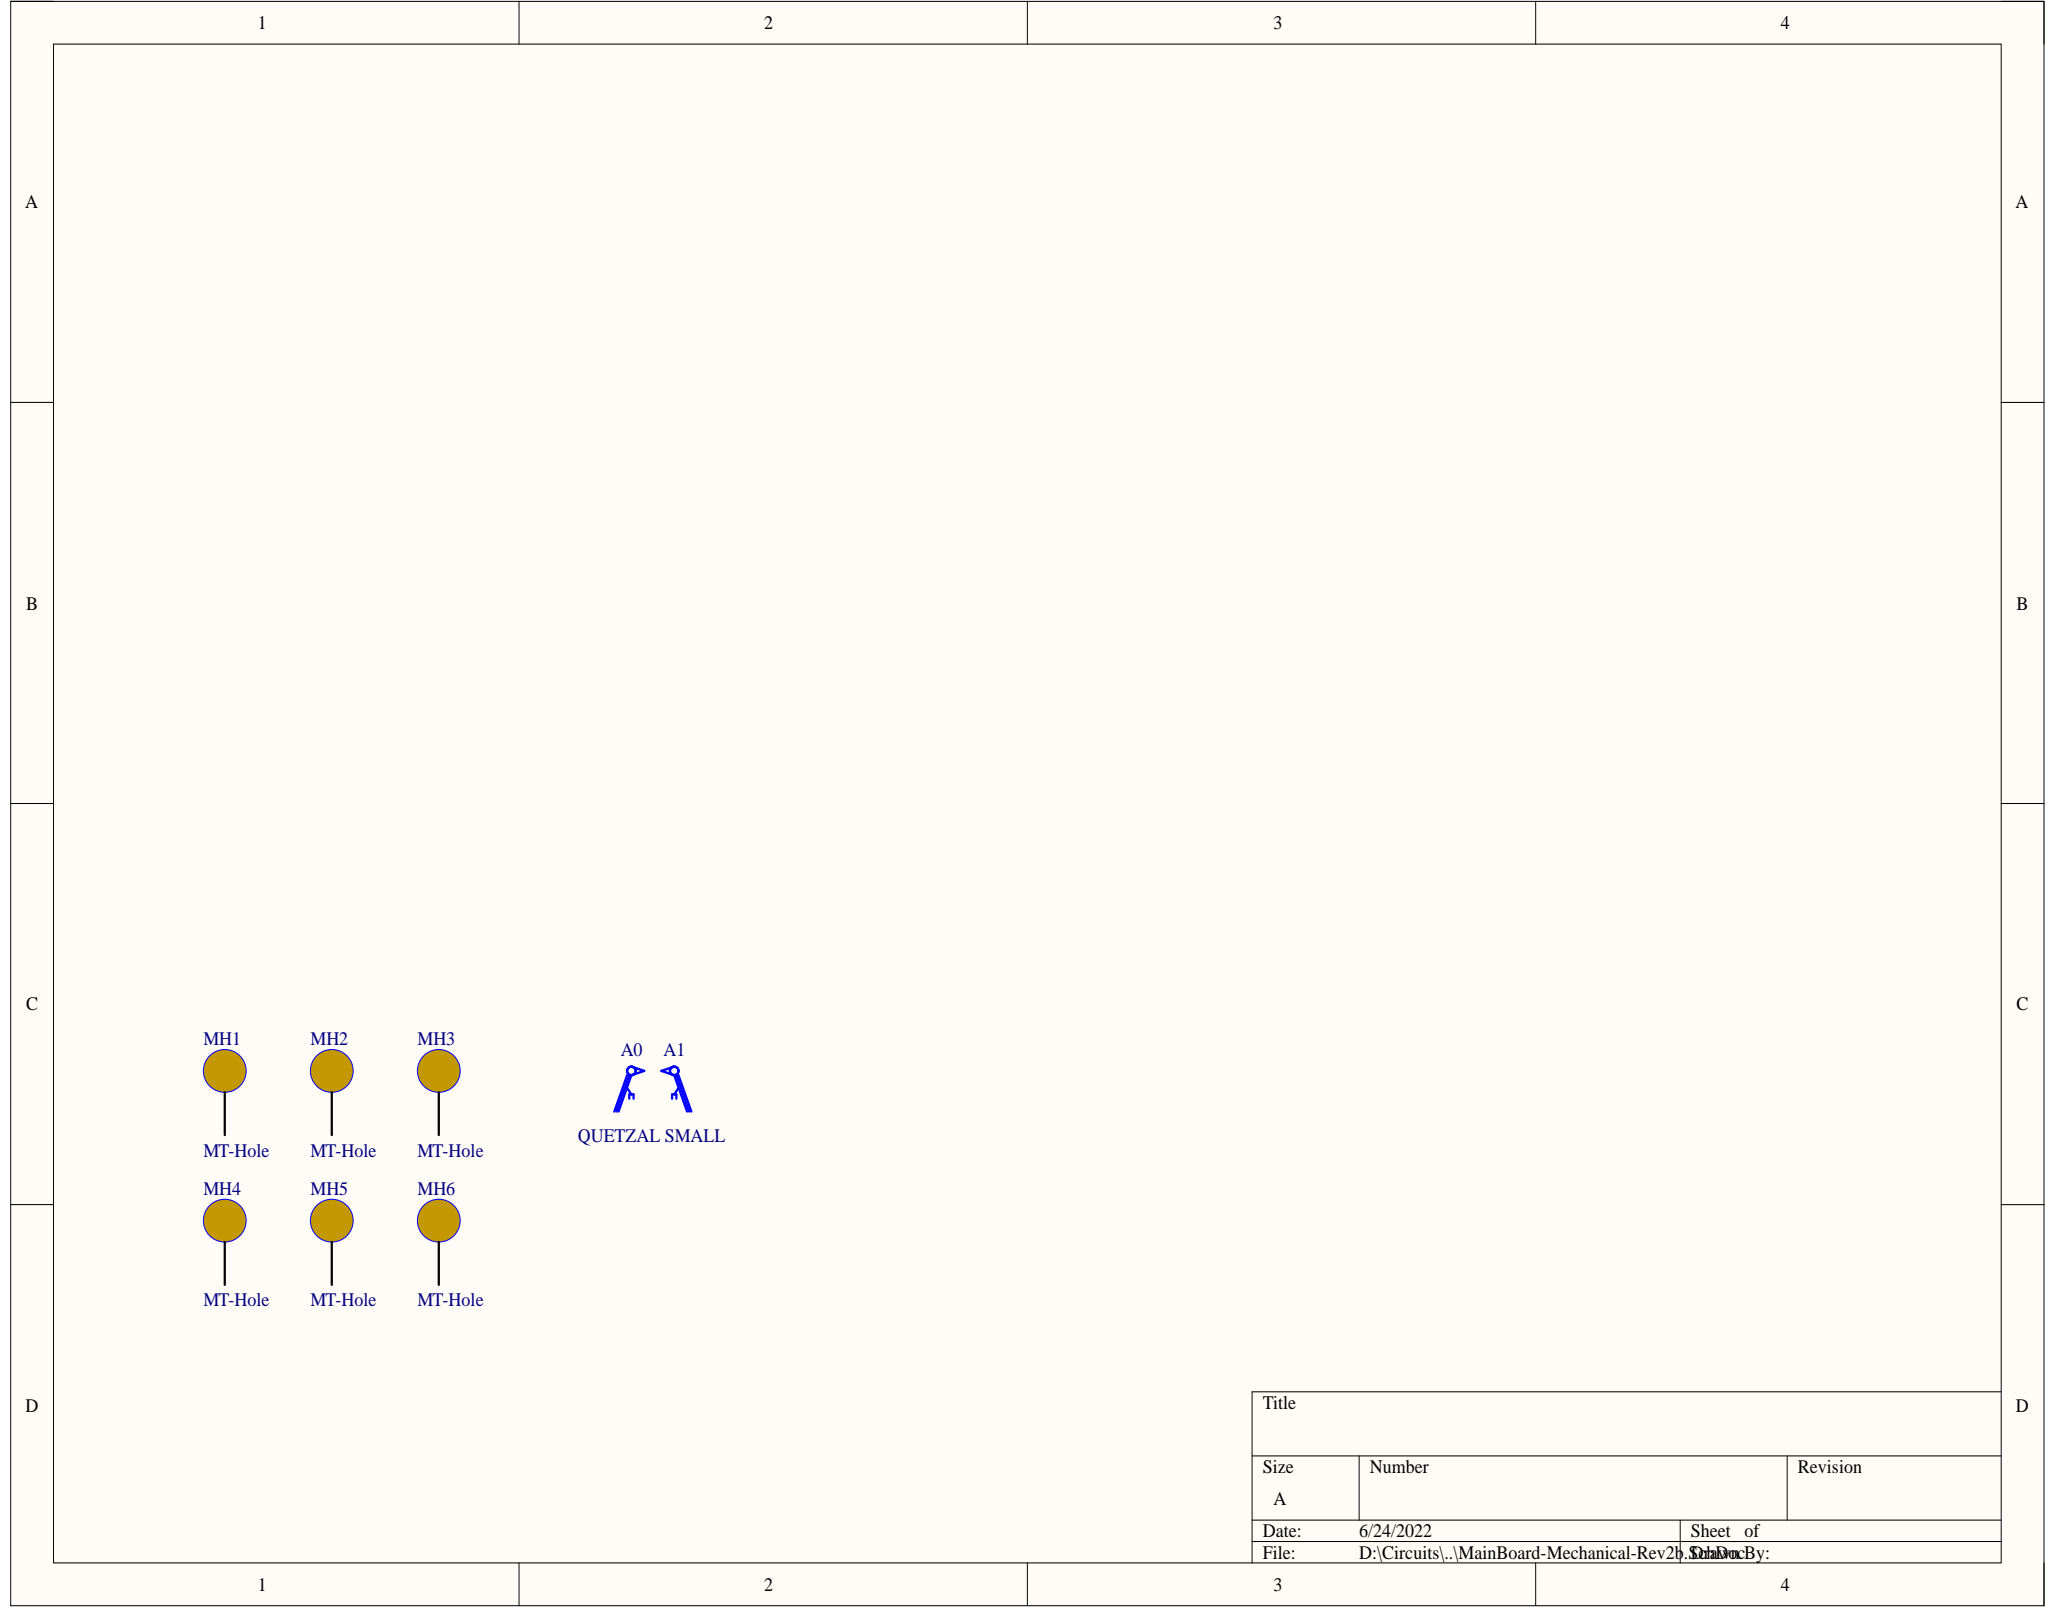 1 2 3 4
A A
B B
C C
MH1 MH2 MH3
A0 A1
QUETZAL SMALL
MT-Hole MT-Hole MT-Hole
MH4 MH5 MH6
MT-Hole MT-Hole MT-Hole
D D
Title
Size Number Revision
A
Date: 6/24/2022 Sheet of
File: D:\Circuits\..\MainBoard-Mechanical-Rev2b.SchDoc Drawn By:
1 2 3 4